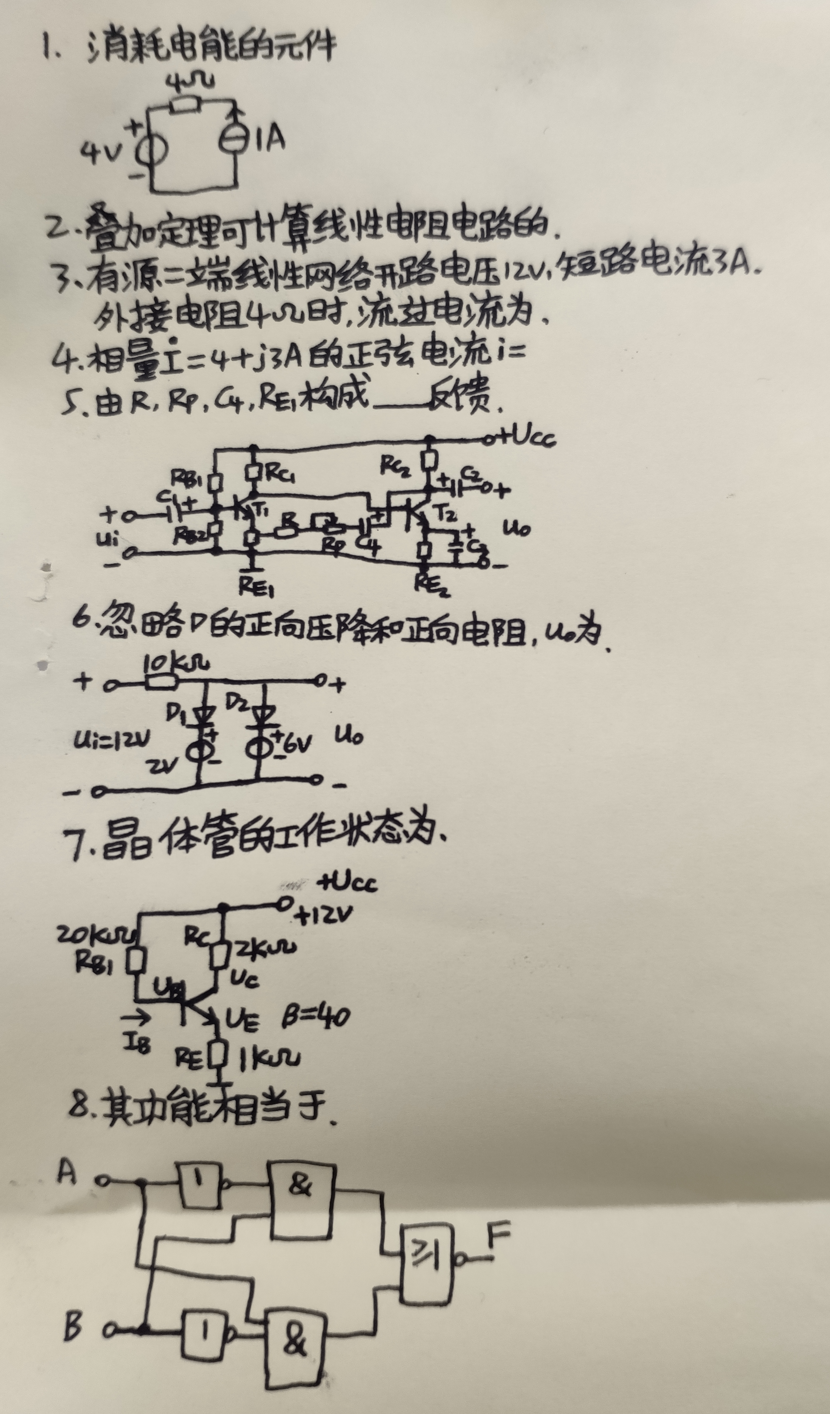 1. 消耗电能的元件
4Ω
+
4V
1A
-
2.叠加定理可计算线性电阻电路的.
3.有源二端线性网络开路电压12V,短路电流3A.
外接电阻4Ω时,流过电流为.
4.相量İ=4+j3A的正弦电流i=
5.由R,RP,C4,RE1构成___反馈.
+UCC
RB1 RC1 RC2 C2
+
C1 + T1 + T2 +
+
ui RB2 R RP C4 + C3 uo
- -
RE1 RE2
6.忽略D的正向压降和正向电阻,uo为.
10kΩ
+ +
D1 D2
ui=12V + + 6V uo
2V - -
- -
7.晶体管的工作状态为.
+UCC
+12V
20kΩ RC 2kΩ
RB1
UB UC
UE β=40
IB
RE 1kΩ
8.其功能相当于.
A 1 &
≥1 F
B 1 &